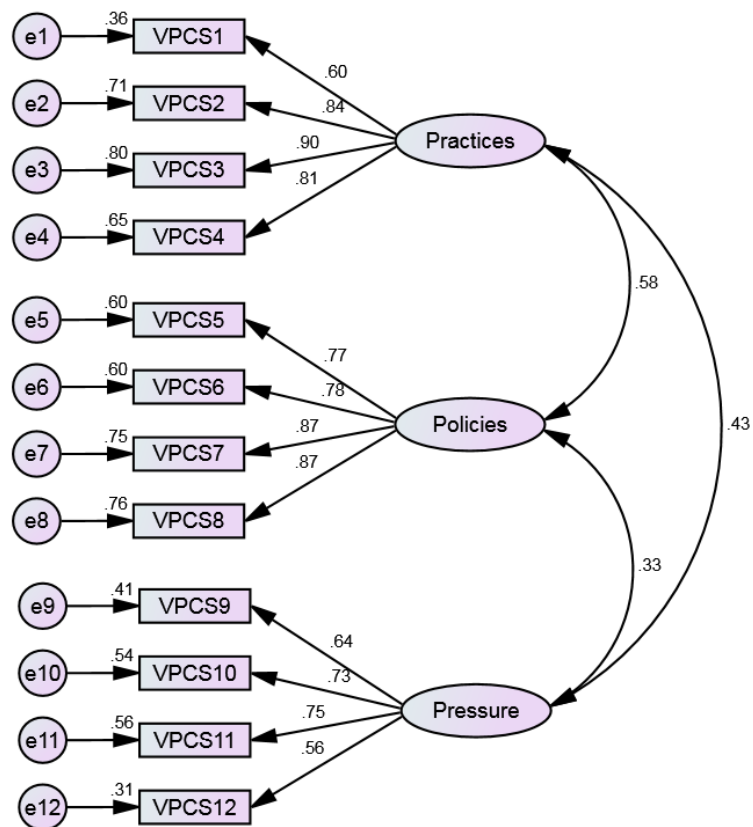 e1 .36 VPCS1
.60
e2 .71 VPCS2
.84
Practices
e3 .80 VPCS3
.90
e4 .65 VPCS4
.81
.58
e5 .60 VPCS5
.77
e6 .60 VPCS6
.78
Policies
.43
e7 .75 VPCS7
.87
e8 .76 VPCS8
.87
.33
e9 .41 VPCS9
.64
e10 .54 VPCS10
.73
Pressure
e11 .56 VPCS11
.75
e12 .31 VPCS12
.56